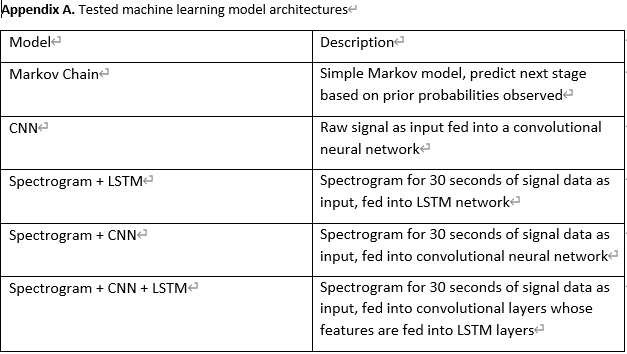 Appendix A. Tested machine learning model architectures
Model
Description
Markov Chain
Simple Markov model, predict next stage
based on prior probabilities observed
CNN
Raw signal as input fed into a convolutional
neural network
Spectrogram + LSTM
Spectrogram for 30 seconds of signal data as
input, fed into LSTM network
Spectrogram + CNN
Spectrogram for 30 seconds of signal data as
input, fed into convolutional neural network
Spectrogram + CNN + LSTM
Spectrogram for 30 seconds of signal data as
input, fed into convolutional layers whose
features are fed into LSTM layers